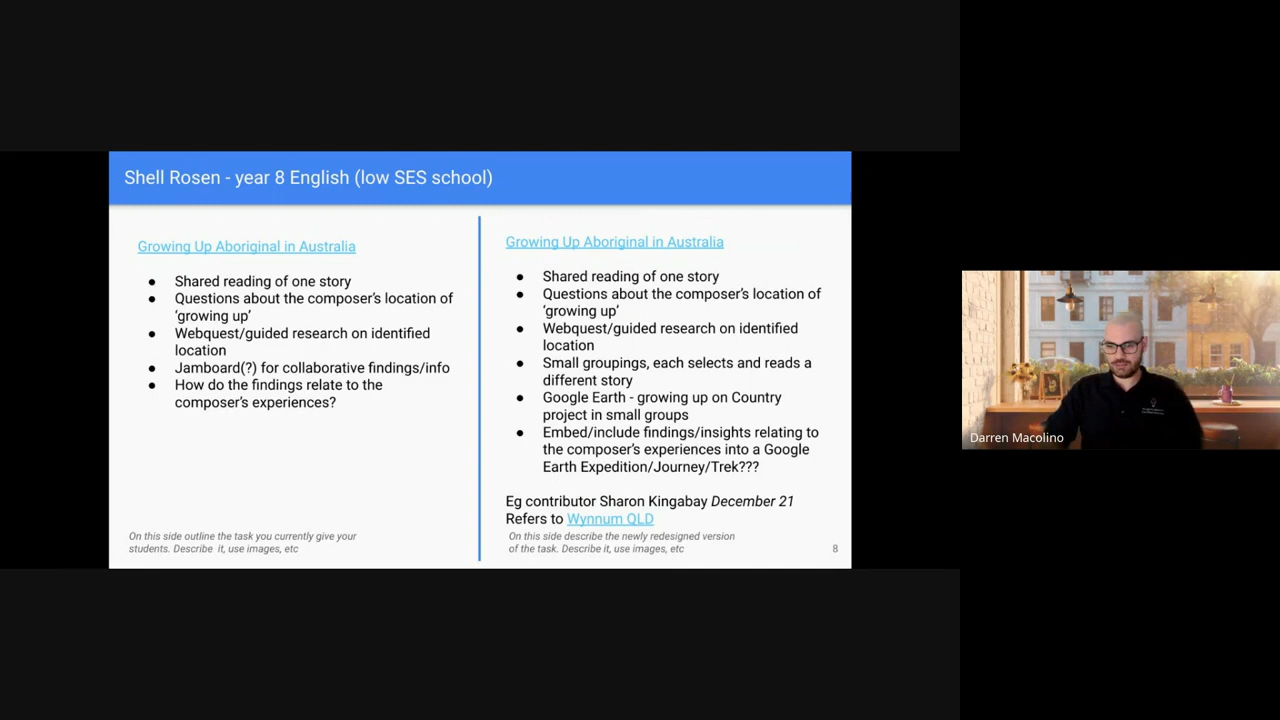 Shell Rosen - year 8 English (low SES school)
Growing Up Aboriginal in Australia
● Shared reading of one story
● Questions about the composer's location of
'growing up'
● Webquest/guided research on identified
location
● Jamboard(?) for collaborative findings/info
● How do the findings relate to the
composer's experiences?
On this side outline the task you currently give your
students. Describe it, use images, etc
Growing Up Aboriginal in Australia
● Shared reading of one story
● Questions about the composer's location of
'growing up'
● Webquest/guided research on identified
location
● Small groupings, each selects and reads a
different story
● Google Earth - growing up on Country
project in small groups
● Embed/include findings/insights relating to
the composer's experiences into a Google
Earth Expedition/Journey/Trek???
Eg contributor Sharon Kingabay December 21
Refers to Wynnum QLD
On this side describe the newly redesigned version
of the task. Describe it, use images, etc
8
Darren Macolino